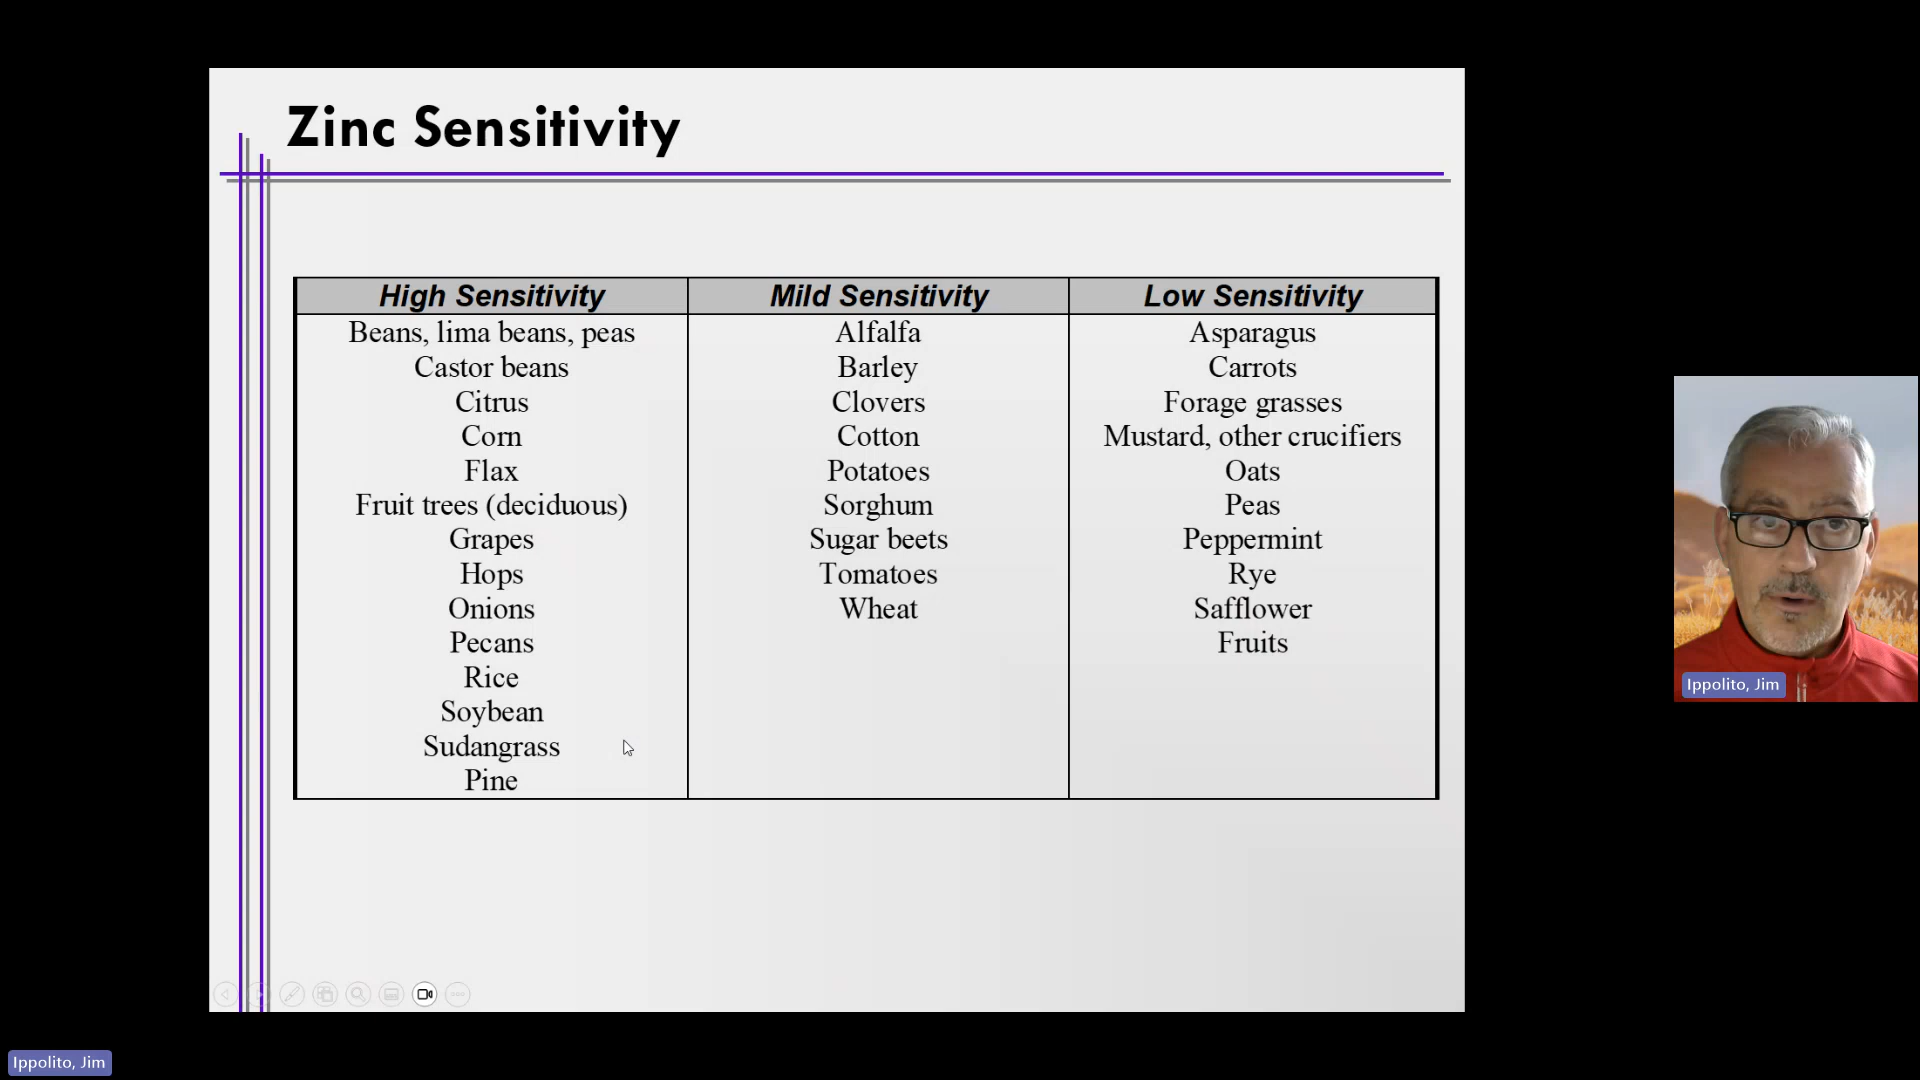 Zinc Sensitivity
High Sensitivity
Mild Sensitivity
Low Sensitivity
Beans, lima beans, peas
Castor beans
Citrus
Corn
Flax
Fruit trees (deciduous)
Grapes
Hops
Onions
Pecans
Rice
Soybean
Sudangrass
Pine
Alfalfa
Barley
Clovers
Cotton
Potatoes
Sorghum
Sugar beets
Tomatoes
Wheat
Asparagus
Carrots
Forage grasses
Mustard, other crucifiers
Oats
Peas
Peppermint
Rye
Safflower
Fruits
Ippolito, Jim
Ippolito, Jim